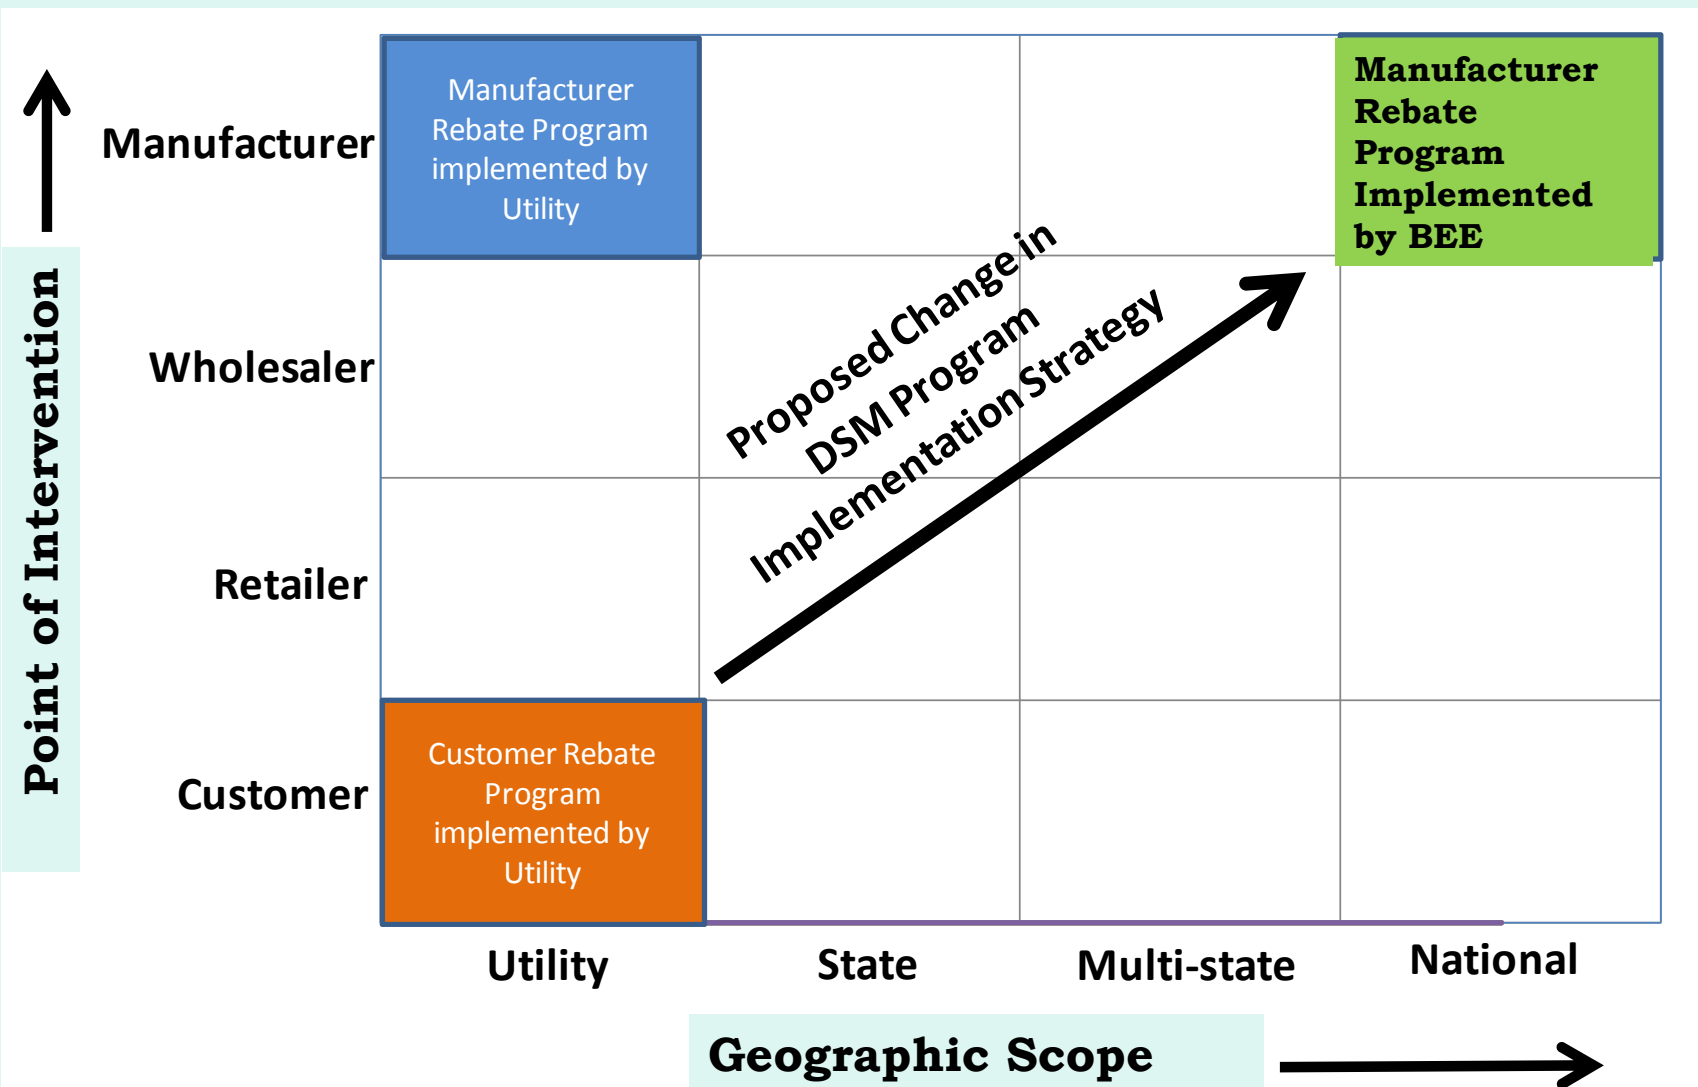 Manufacturer
Rebate Program
implemented by
Utility
Manufacturer
Rebate
Program
Implemented
by BEE
Manufacturer
Wholesaler
Retailer
Customer
Point of Intervention
Proposed Change in
DSM Program
Implementation Strategy
Customer Rebate
Program
implemented by
Utility
Utility
State
Multi-state
National
Geographic Scope